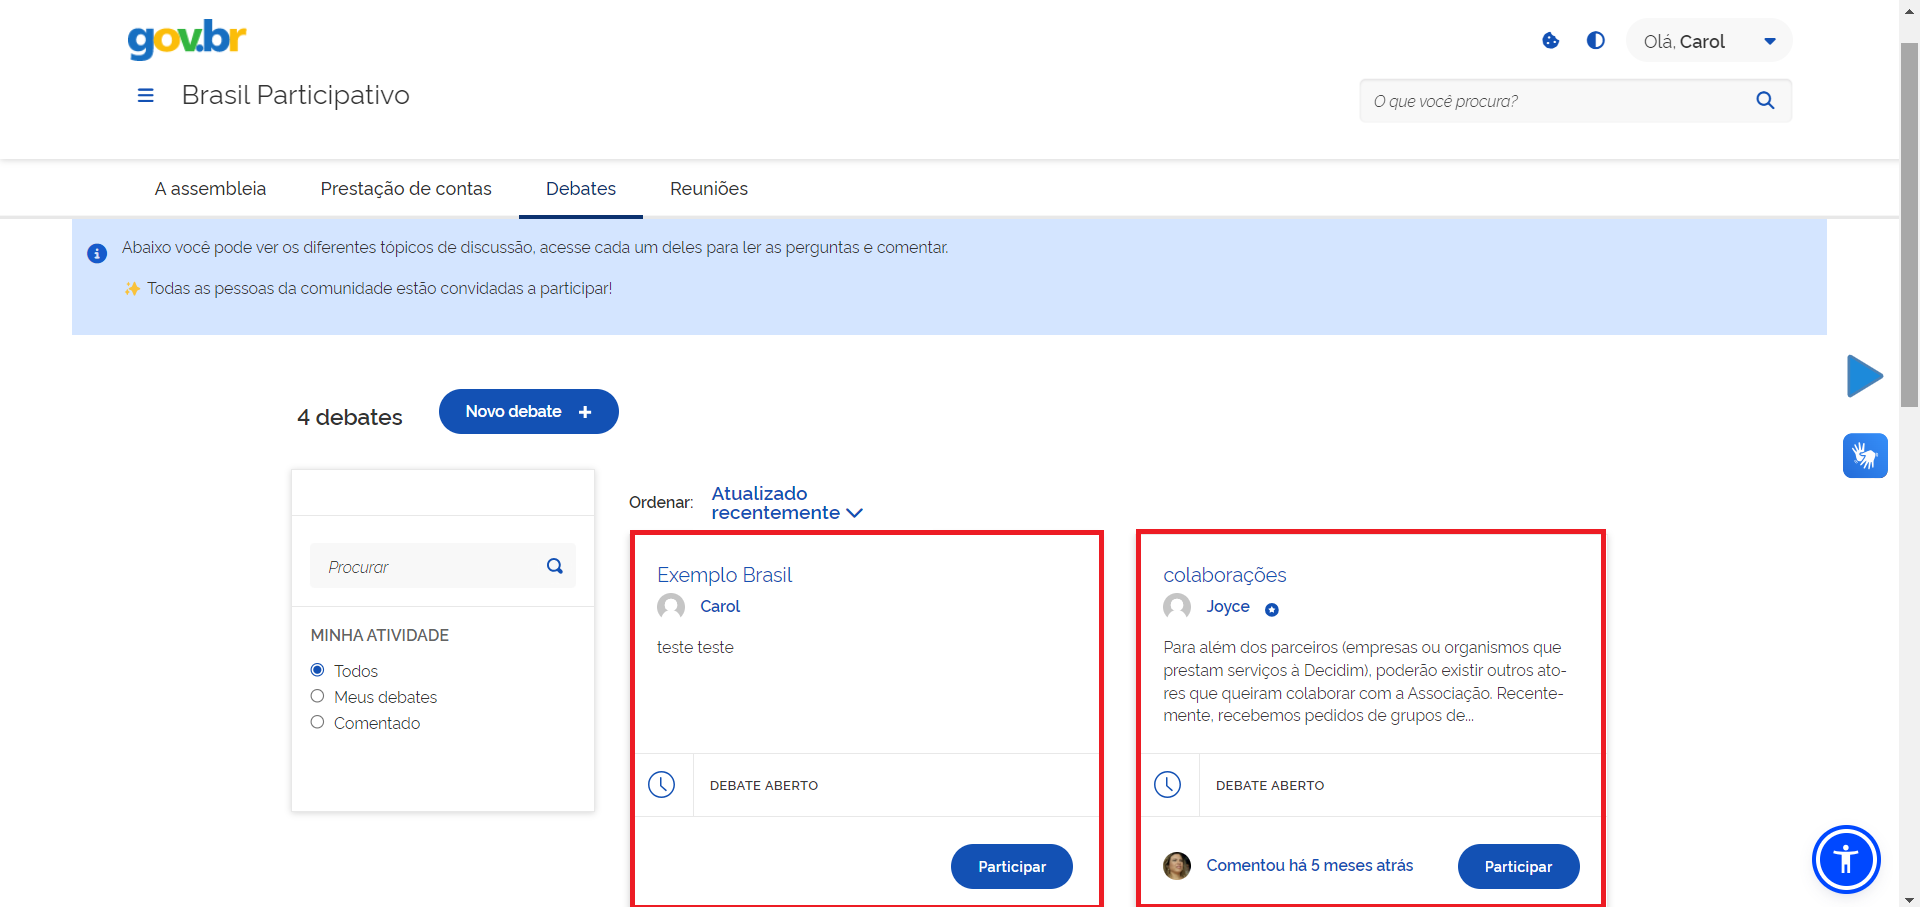 gov.br
Olá, Carol
Brasil Participativo
O que você procura?
A assembleia
Prestação de contas
Debates
Reuniões
Abaixo você pode ver os diferentes tópicos de discussão, acesse cada um deles para ler as perguntas e comentar.
✨ Todas as pessoas da comunidade estão convidadas a participar!
4 debates
Novo debate +
Procurar
MINHA ATIVIDADE
Todos
Meus debates
Comentado
Ordenar:
Atualizado
recentemente
Exemplo Brasil
Carol
teste teste
DEBATE ABERTO
Participar
colaborações
Joyce
Para além dos parceiros (empresas ou organismos que
prestam serviços à Decidim), poderão existir outros ato-
res que queiram colaborar com a Associação. Recente-
mente, recebemos pedidos de grupos de...
DEBATE ABERTO
Comentou há 5 meses atrás
Participar